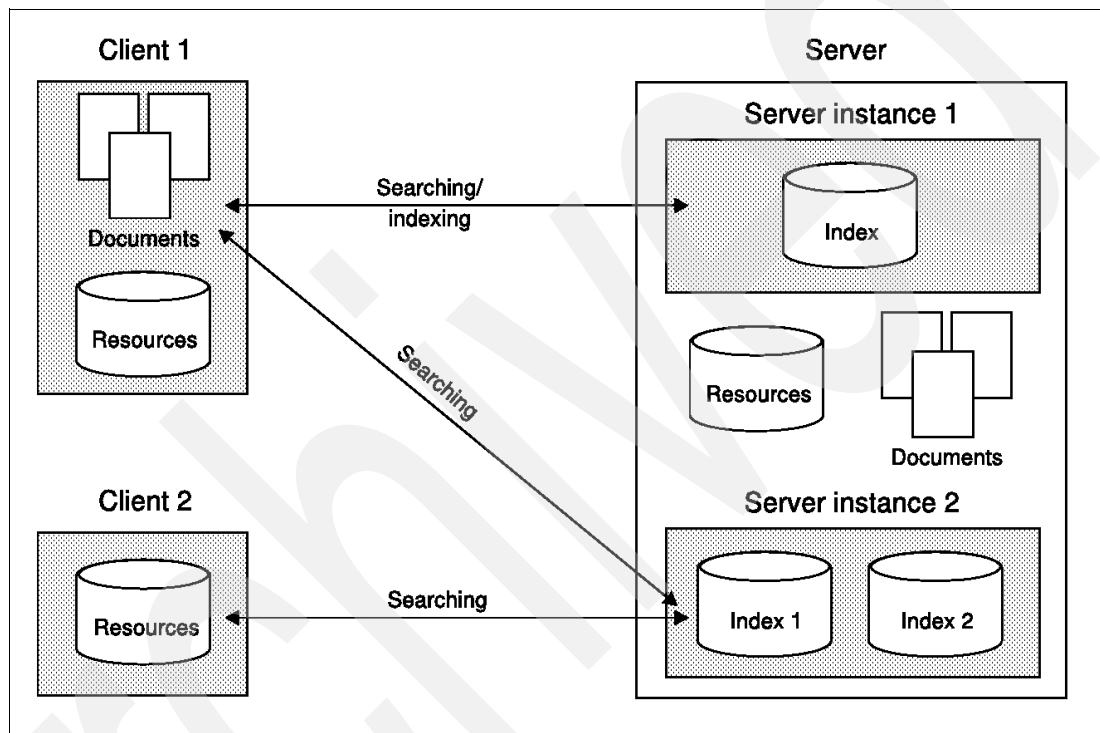 Client 1
Documents
Resources
Client 2
Resources
Searching/
indexing
Searching
Searching
Server
Server instance 1
Index
Resources
Documents
Server instance 2
Index 1
Index 2